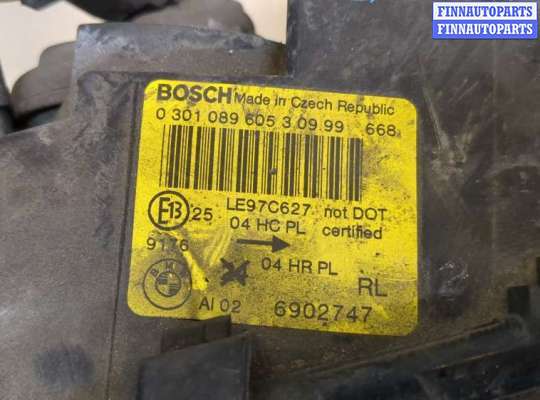 FINNAUTOPARTS
FINNAUTOPARTS
BOSCH Made in Czech Republic
0 301 089 605 3 09 99 668
E13 25 LE97C627 not DOT
04 HC PL certified
9176
04 HR PL
BMW
RL
AI 02 6902747